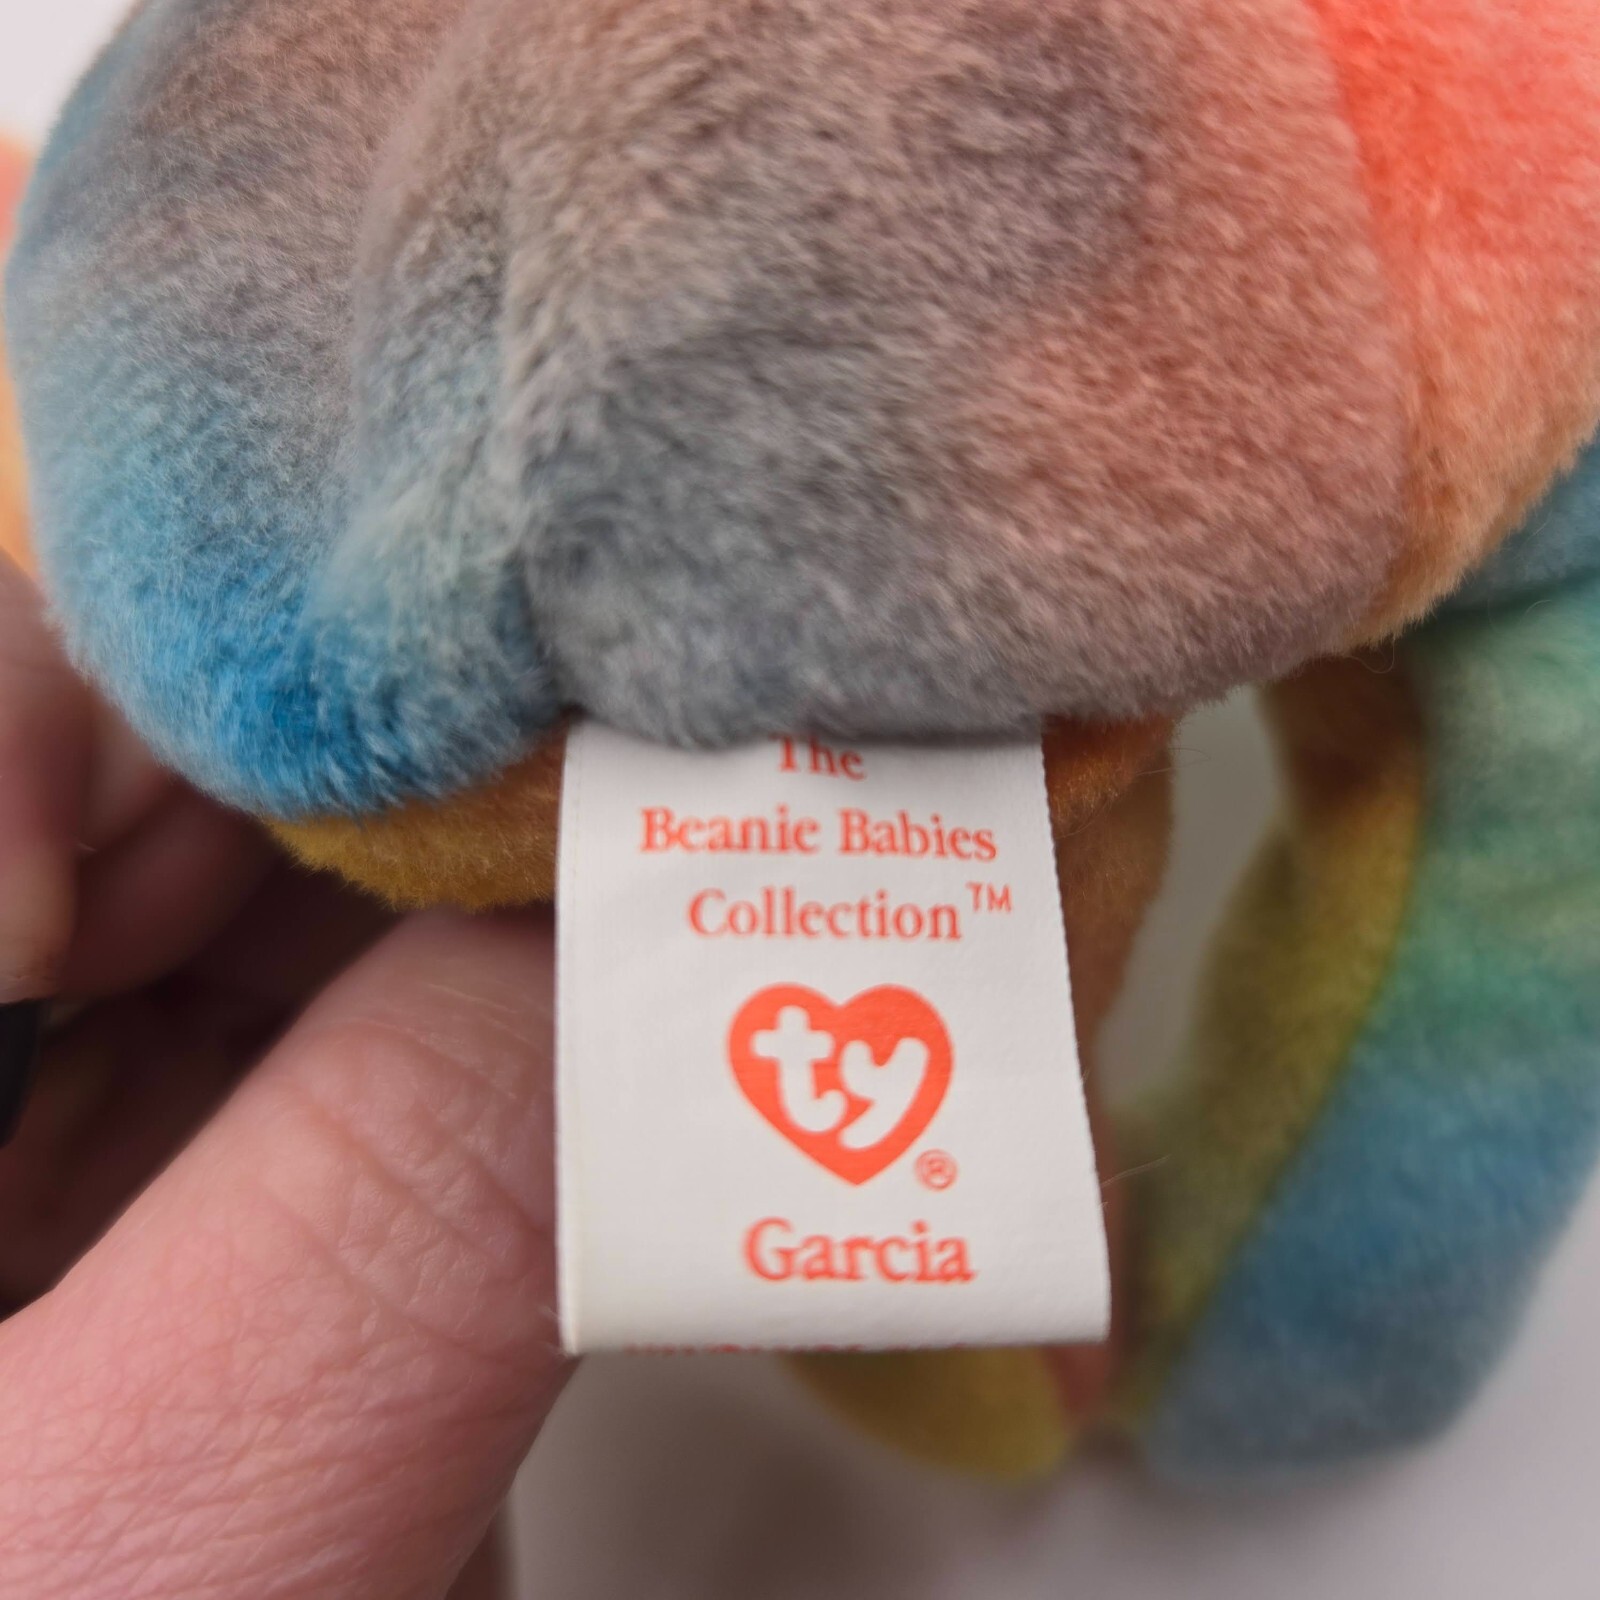 The
Beanie Babies
Collection™
ty®
Garcia